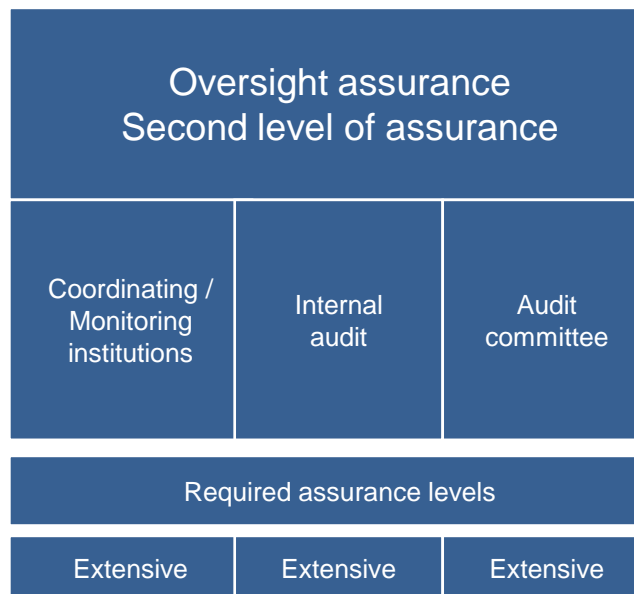 Oversight assurance
Second level of assurance
Coordinating /
Monitoring
institutions
Internal
audit
Audit
committee
Required assurance levels
Extensive
Extensive
Extensive